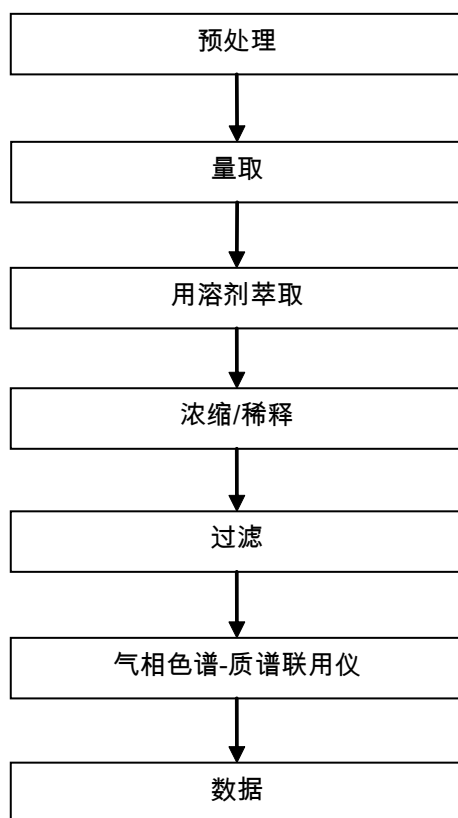 预处理
量取
用溶剂萃取
浓缩/稀释
过滤
气相色谱-质谱联用仪
数据